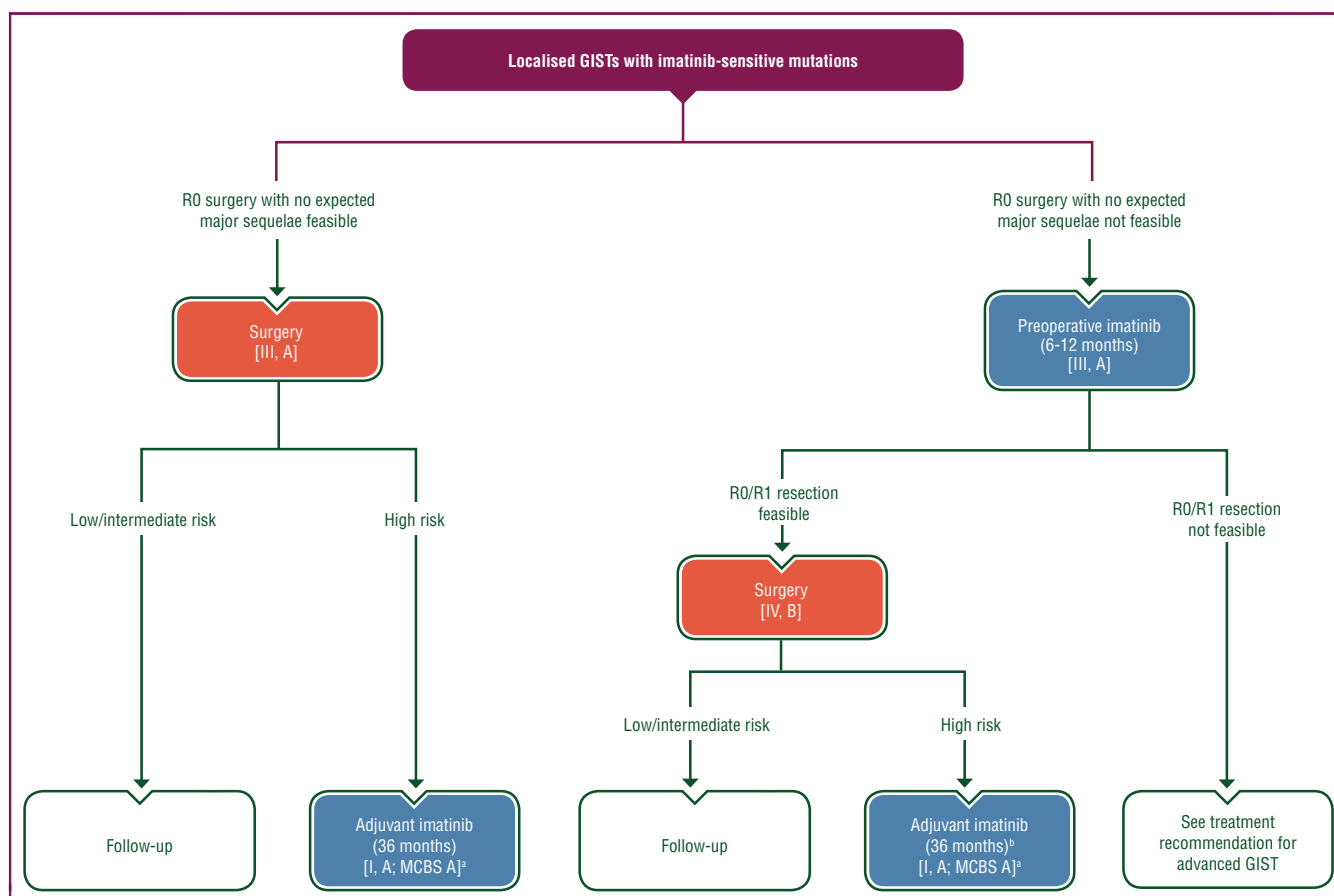 Localised GISTs with imatinib-sensitive mutations
R0 surgery with no expected
major sequelae feasible
R0 surgery with no expected
major sequelae not feasible
Surgery
[III, A]
Preoperative imatinib
(6-12 months)
[III, A]
Low/intermediate risk
High risk
R0/R1 resection
feasible
R0/R1 resection
not feasible
Surgery
[IV, B]
Low/intermediate risk
High risk
Follow-up
Adjuvant imatinib
(36 months)
[I, A; MCBS A]ᵃ
Follow-up
Adjuvant imatinib
(36 months)ᵇ
[I, A; MCBS A]ᵃ
See treatment
recommendation for
advanced GIST